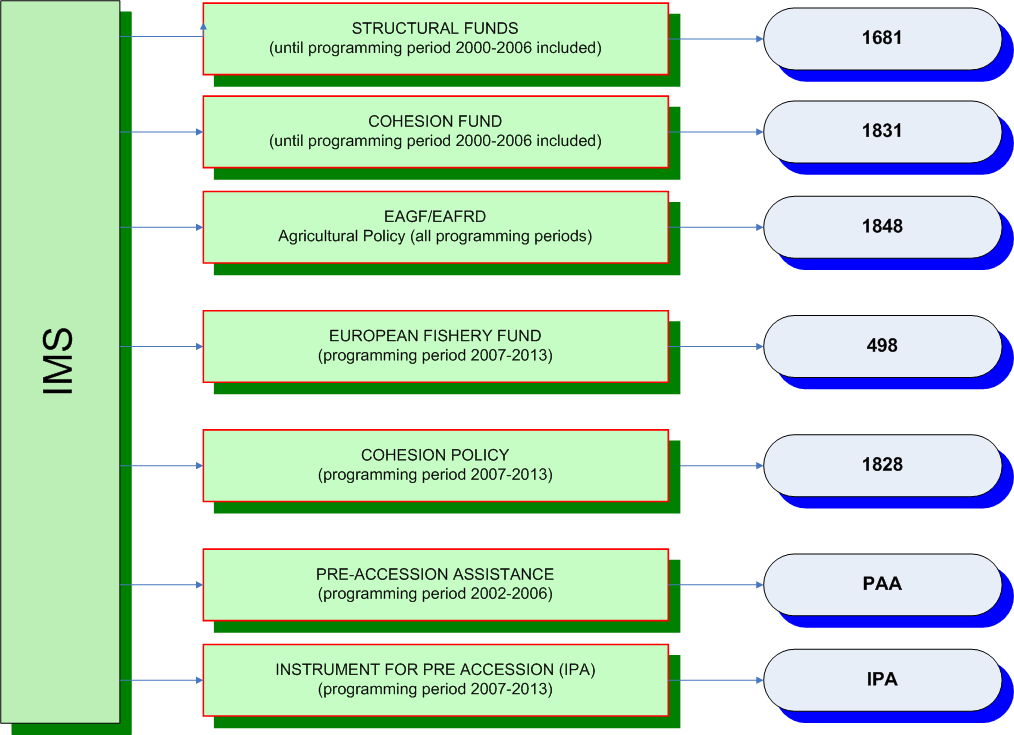 IMS
STRUCTURAL FUNDS
(until programming period 2000-2006 included)
1681
COHESION FUND
(until programming period 2000-2006 included)
1831
EAGF/EAFRD
Agricultural Policy (all programming periods)
1848
EUROPEAN FISHERY FUND
(programming period 2007-2013)
498
COHESION POLICY
(programming period 2007-2013)
1828
PRE-ACCESSION ASSISTANCE
(programming period 2002-2006)
PAA
INSTRUMENT FOR PRE ACCESSION (IPA)
(programming period 2007-2013)
IPA